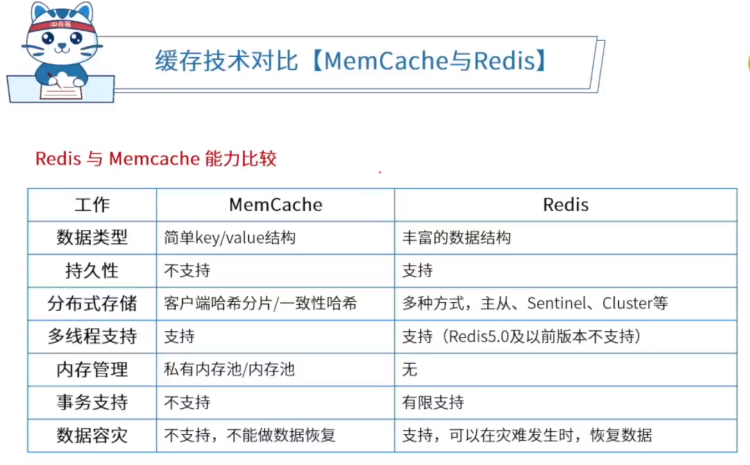 缓存技术对比【MemCache与Redis】
Redis 与 Memcache 能力比较
工作 MemCache Redis
数据类型 简单key/value结构 丰富的数据结构
持久性 不支持 支持
分布式存储 客户端哈希分片/一致性哈希 多种方式，主从、Sentinel、Cluster等
多线程支持 支持 支持（Redis5.0及以前版本不支持）
内存管理 私有内存池/内存池 无
事务支持 不支持 有限支持
数据容灾 不支持，不能做数据恢复 支持，可以在灾难发生时，恢复数据